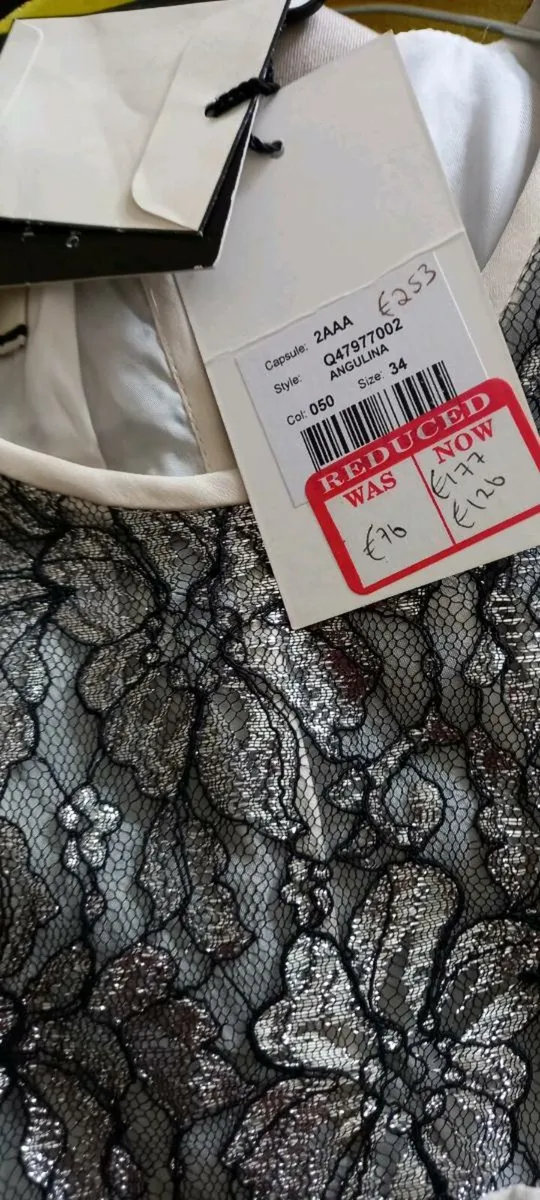 €253
Capsule: 2AAA
Style: Q47977002
ANGULINA
Col: 050 Size: 34
REDUCED
WAS NOW
€177
€76 €126